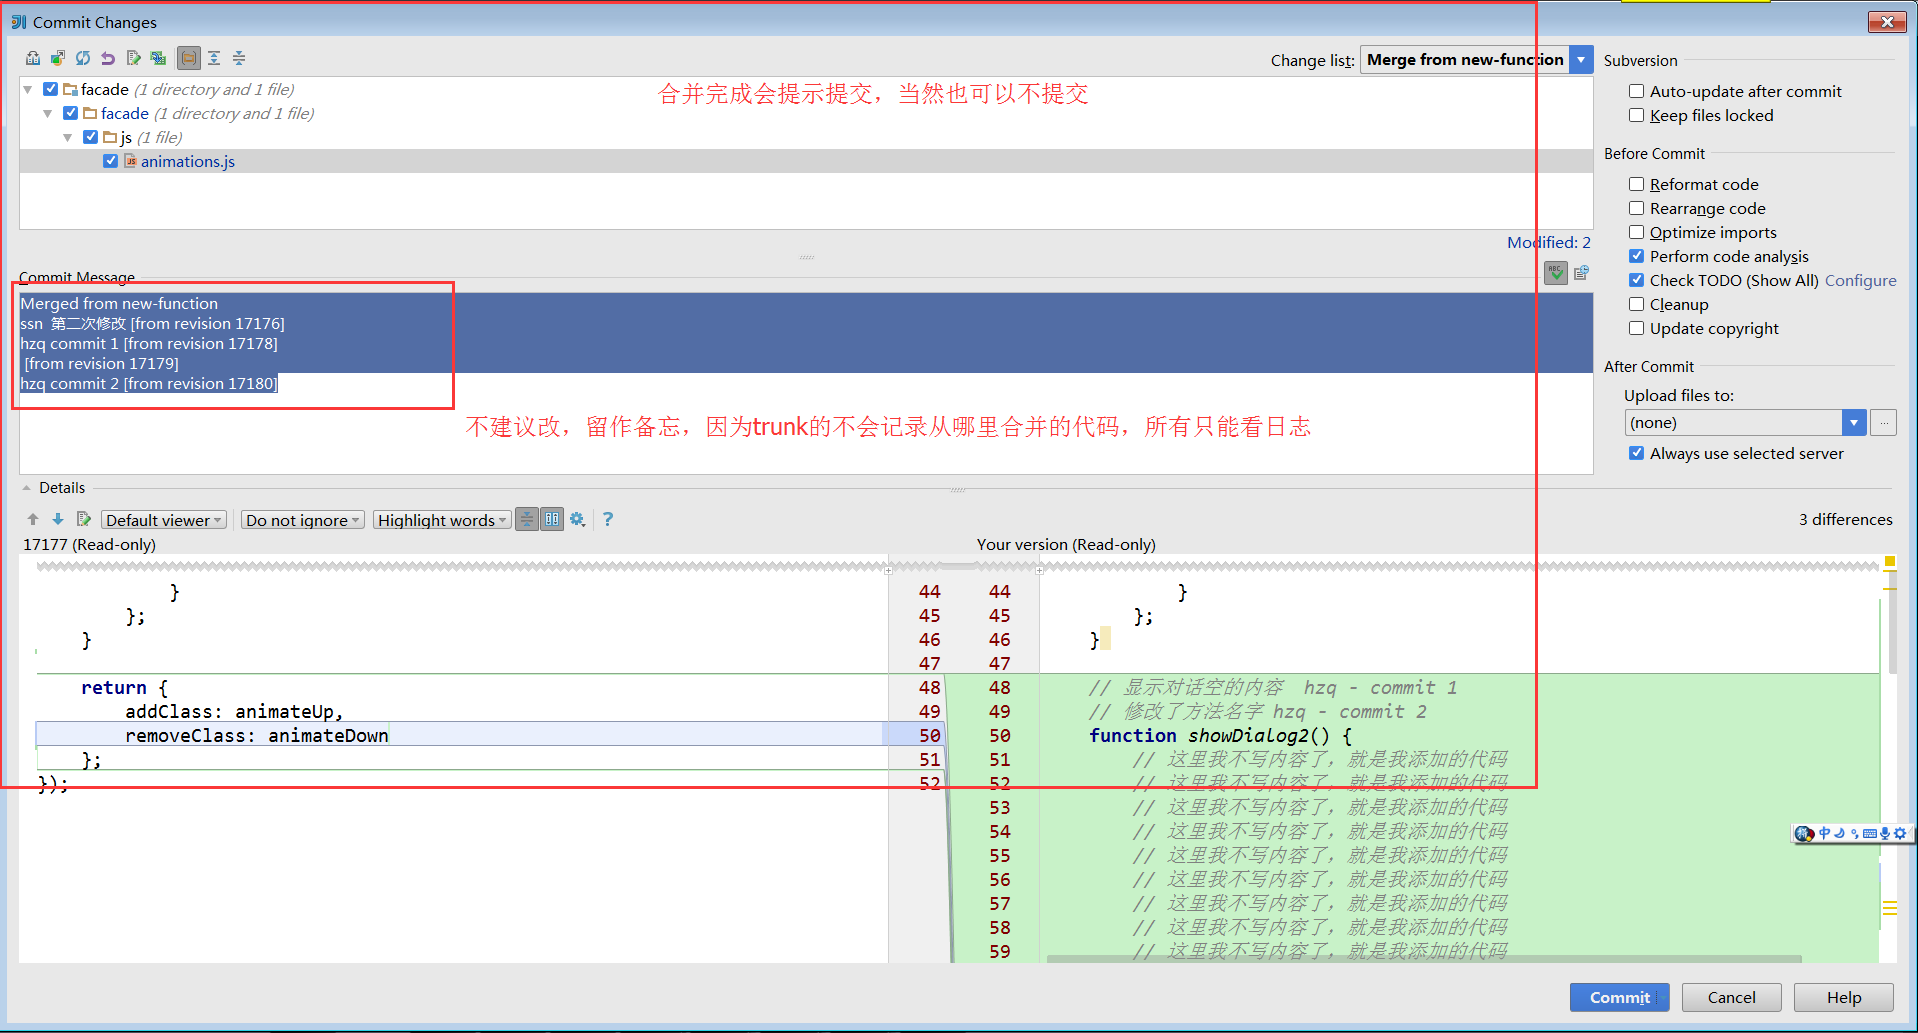 Commit Changes
Change list: Merge from new-function
facade (1 directory and 1 file)
facade (1 directory and 1 file)
js (1 file)
animations.js
合并完成会提示提交，当然也可以不提交
Modified: 2
Commit Message
Merged from new-function
ssn 第二次修改 [from revision 17176]
hzq commit 1 [from revision 17178]
[from revision 17179]
hzq commit 2 [from revision 17180]
不建议改，留作备忘，因为trunk的不会记录从哪里合并的代码，所有只能看日志
Subversion
Auto-update after commit
Keep files locked
Before Commit
Reformat code
Rearrange code
Optimize imports
Perform code analysis
Check TODO (Show All) Configure
Cleanup
Update copyright
After Commit
Upload files to:
(none)
...
Always use selected server
Details
Default viewer Do not ignore Highlight words ? 3 differences
17177 (Read-only) Your version (Read-only)
} 44 44 }
}; 45 45 };
} 46 46 }
47 47
return { 48 48 // 显示对话空的内容 hzq - commit 1
addClass: animateUp, 49 49 // 修改了方法名字 hzq - commit 2
removeClass: animateDown 50 50 function showDialog2() {
}; 51 51 // 这里我不写内容了，就是我添加的代码
}); 52 52 // 这里我不写内容了，就是我添加的代码
53 // 这里我不写内容了，就是我添加的代码
54 // 这里我不写内容了，就是我添加的代码
55 // 这里我不写内容了，就是我添加的代码
56 // 这里我不写内容了，就是我添加的代码
57 // 这里我不写内容了，就是我添加的代码
58 // 这里我不写内容了，就是我添加的代码
59 // 这里我不写内容了，就是我添加的代码
中
Commit Cancel Help